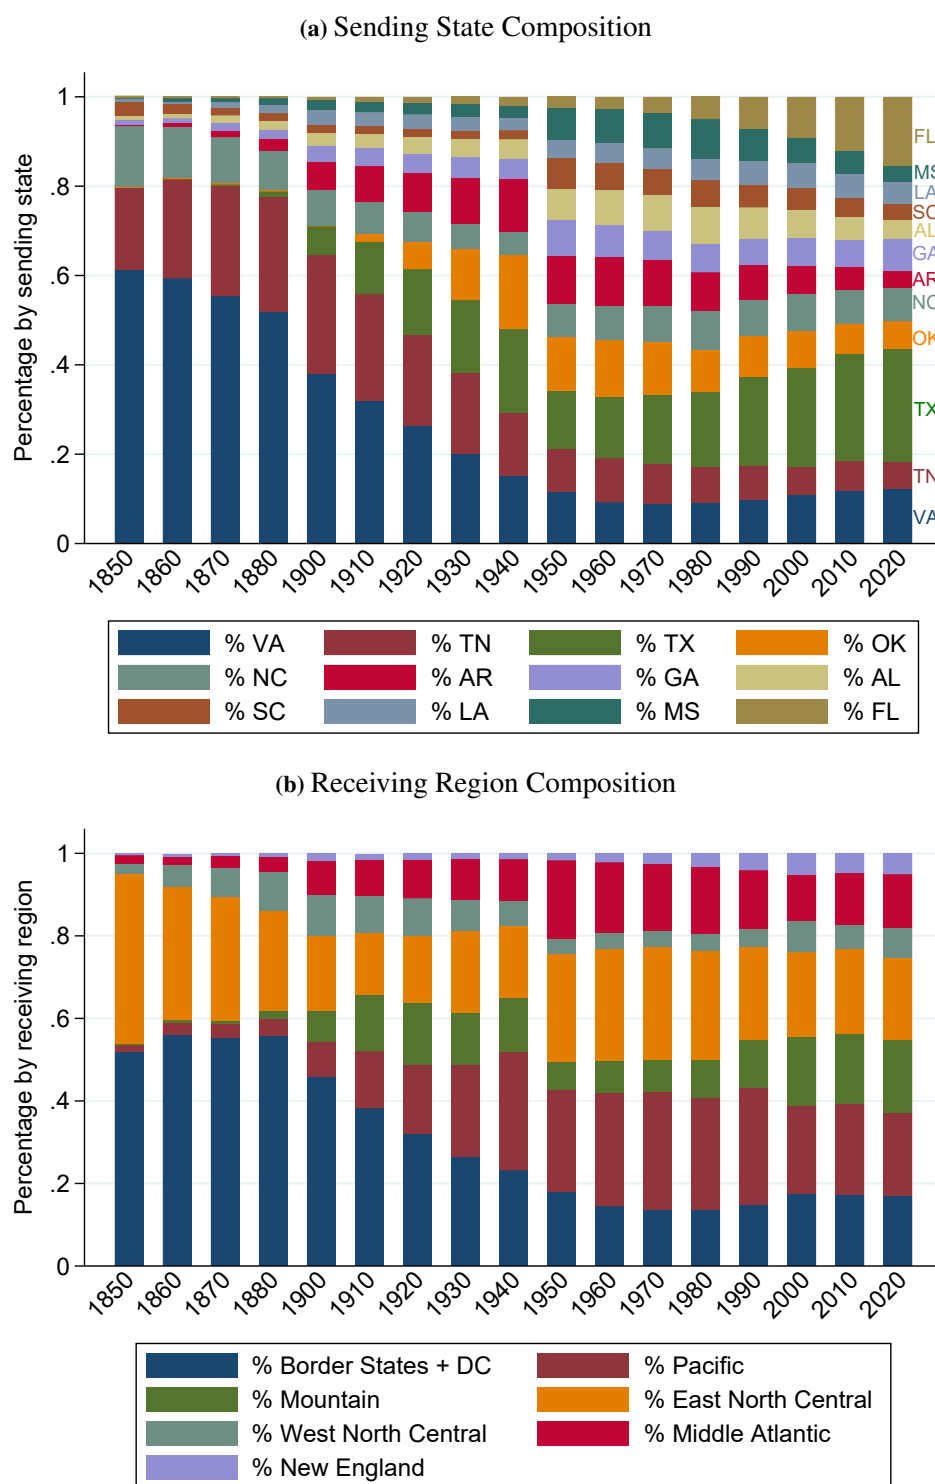 (a) Sending State Composition
Percentage by sending state
1
.8
.6
.4
.2
0
FL
MS
LA
SC
AL
GA
AR
NC
OK
TX
TN
VA
1850 1860 1870 1880 1900 1910 1920 1930 1940 1950 1960 1970 1980 1990 2000 2010 2020
% VA % TN % TX % OK
% NC % AR % GA % AL
% SC % LA % MS % FL
(b) Receiving Region Composition
Percentage by receiving region
1
.8
.6
.4
.2
0
1850 1860 1870 1880 1900 1910 1920 1930 1940 1950 1960 1970 1980 1990 2000 2010 2020
% Border States + DC % Pacific
% Mountain % East North Central
% West North Central % Middle Atlantic
% New England